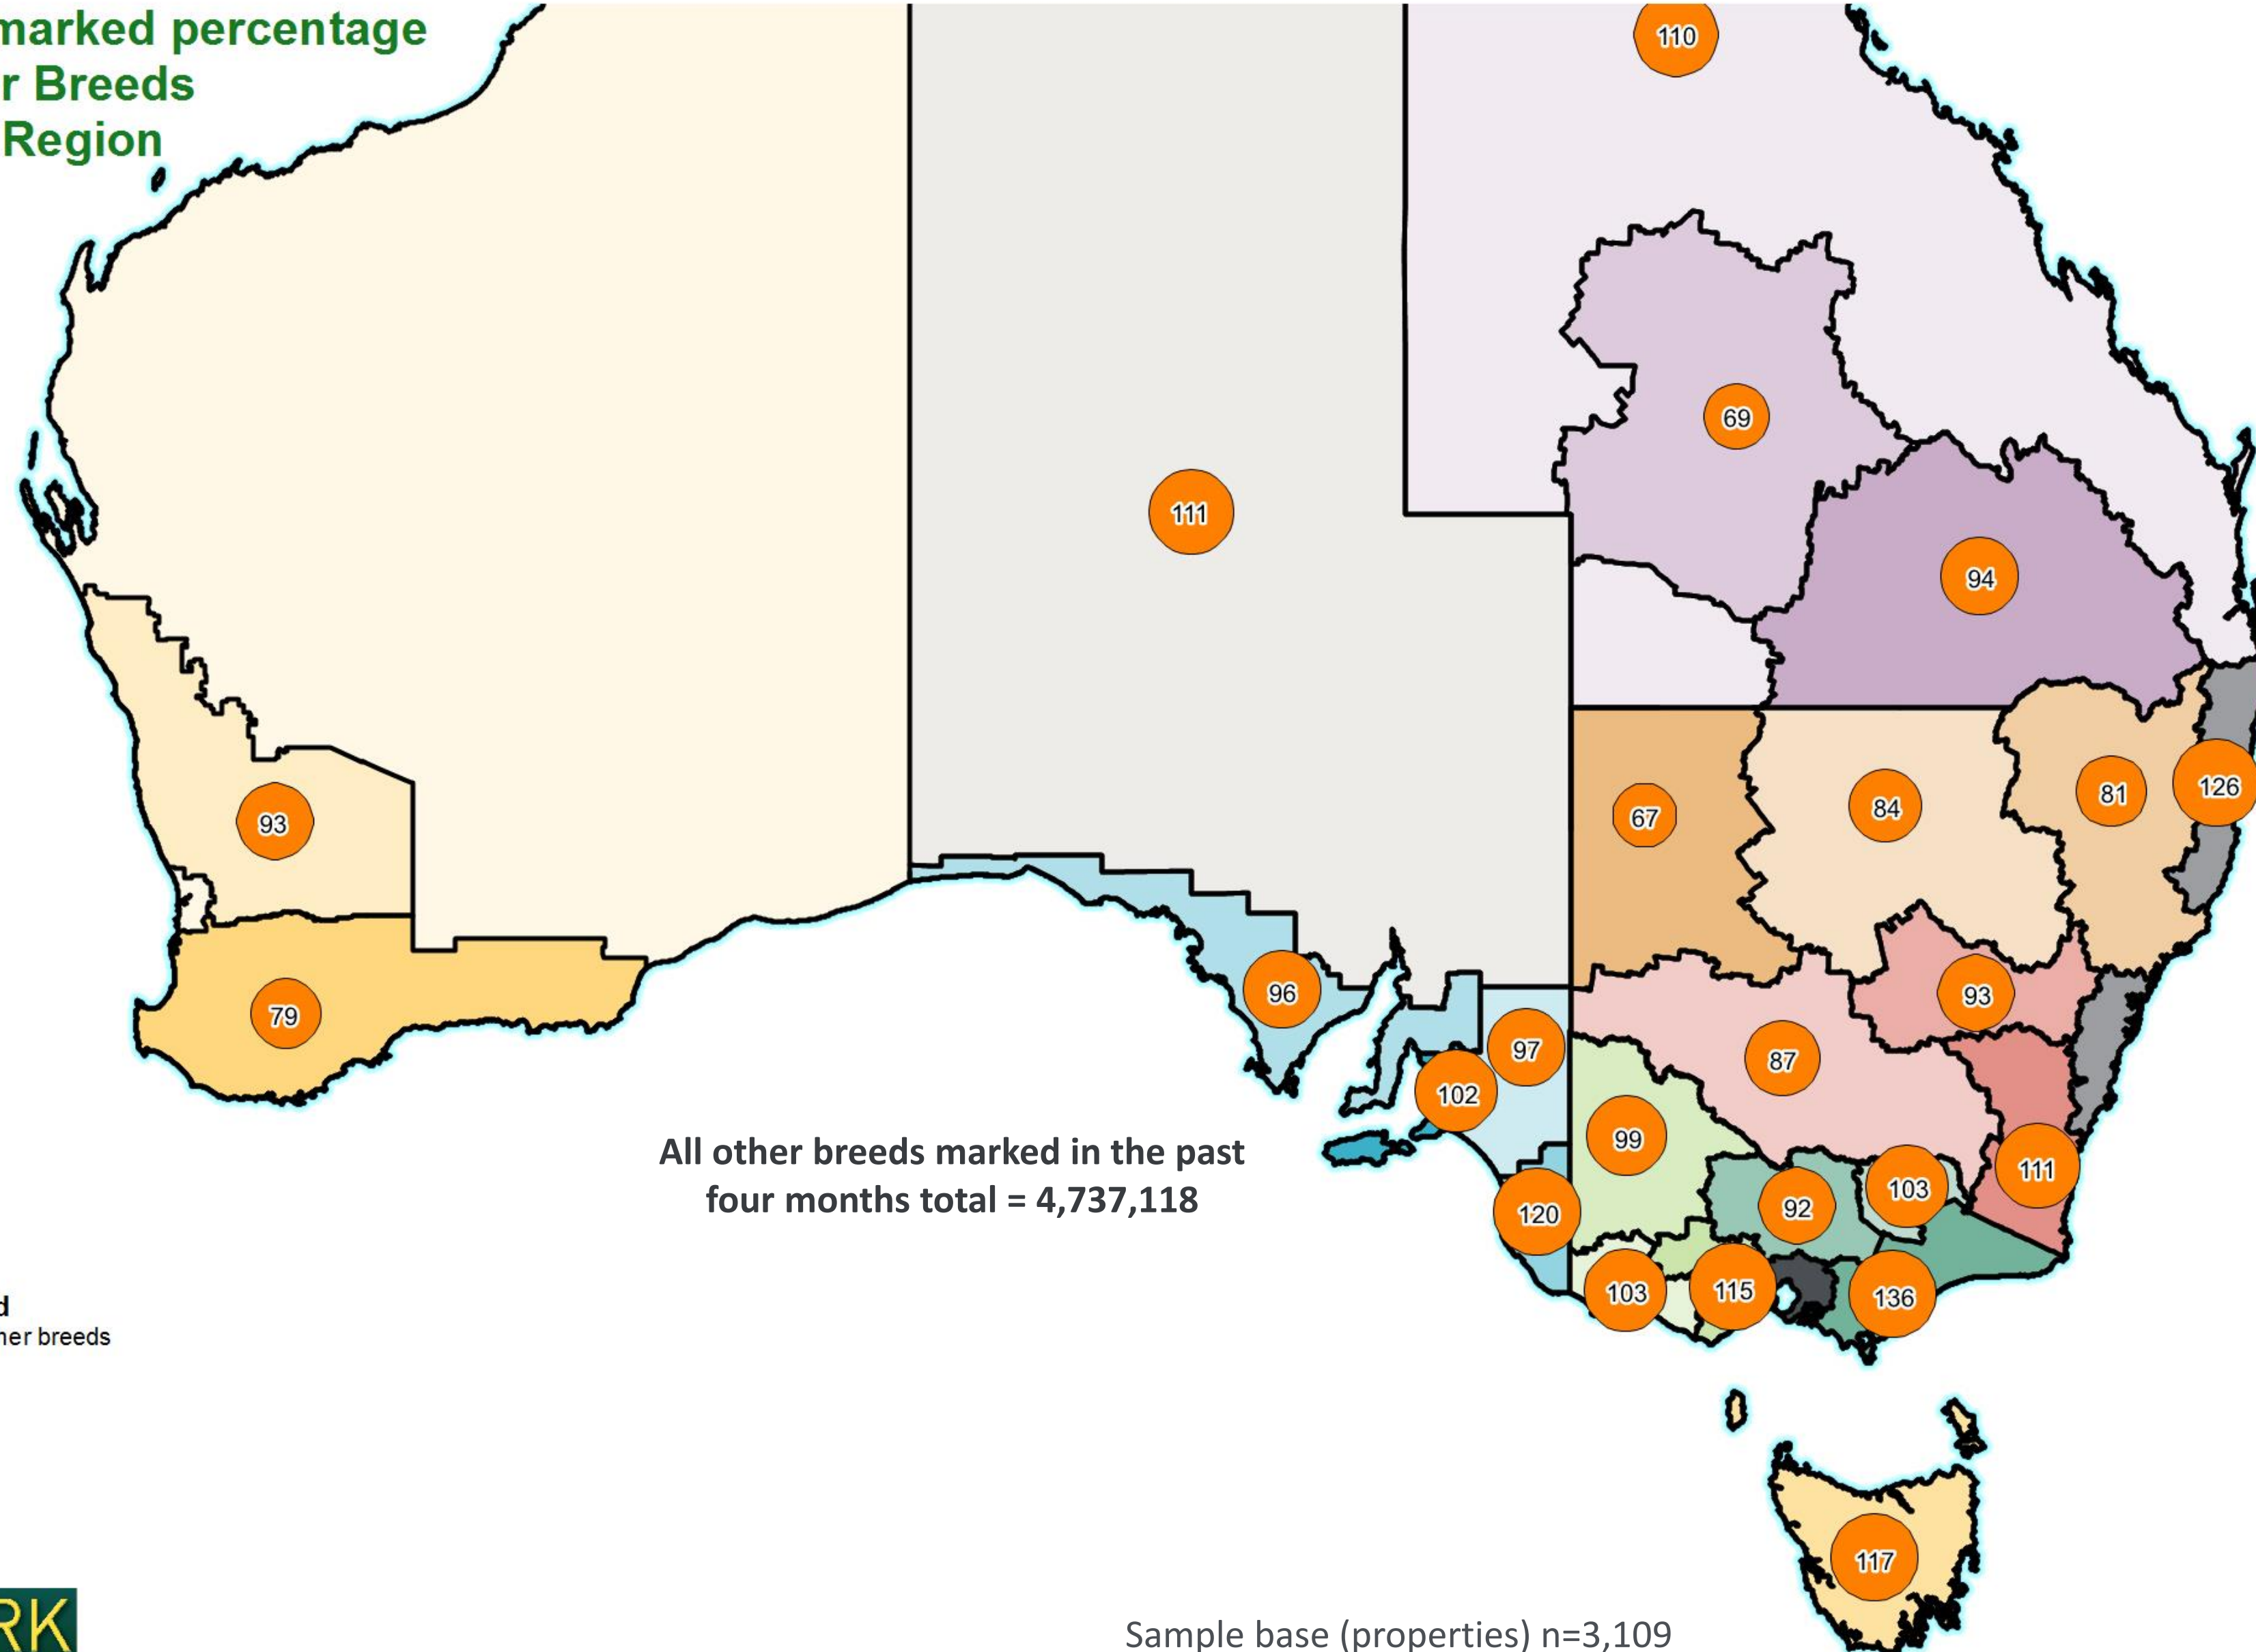 marked percentage
r Breeds
Region
110
69
111
94
126
81
84
67
93
93
96
79
97
87
102
99
All other breeds marked in the past
four months total = 4,737,118
111
103
92
120
103
115
136
d
her breeds
117
RK
Sample base (properties) n=3,109